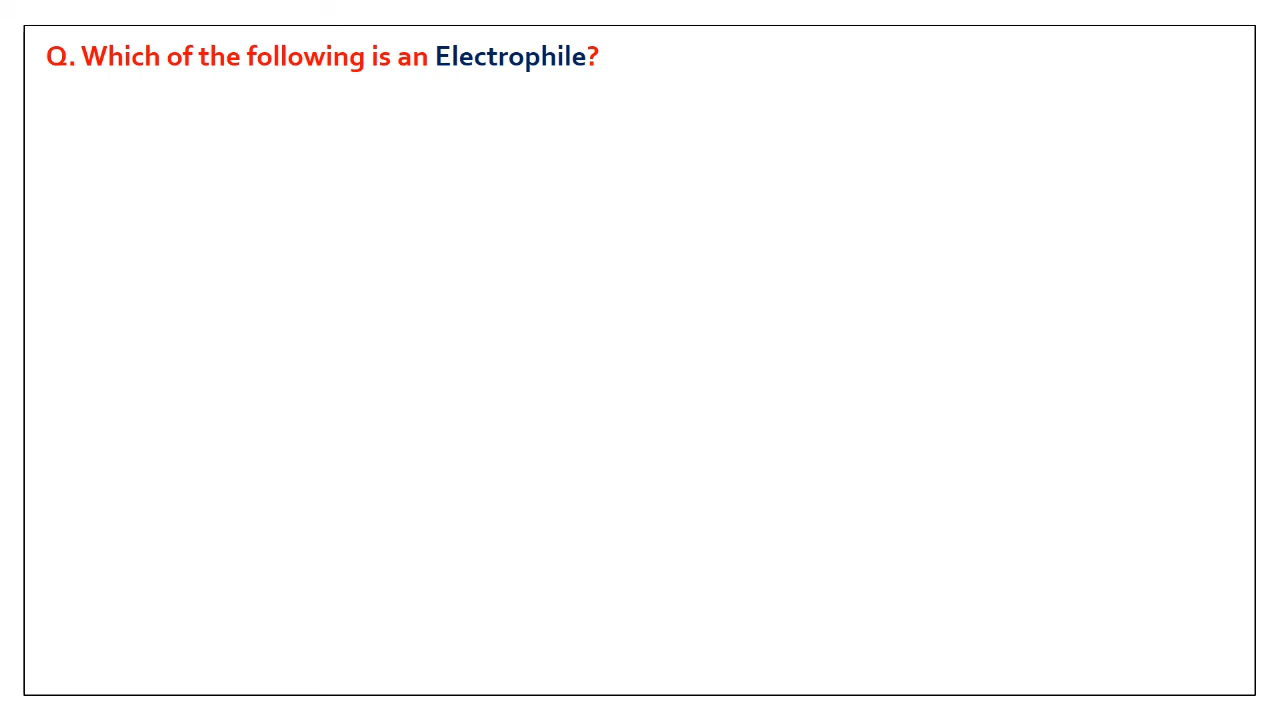 Q. Which of the following is an Electrophile?